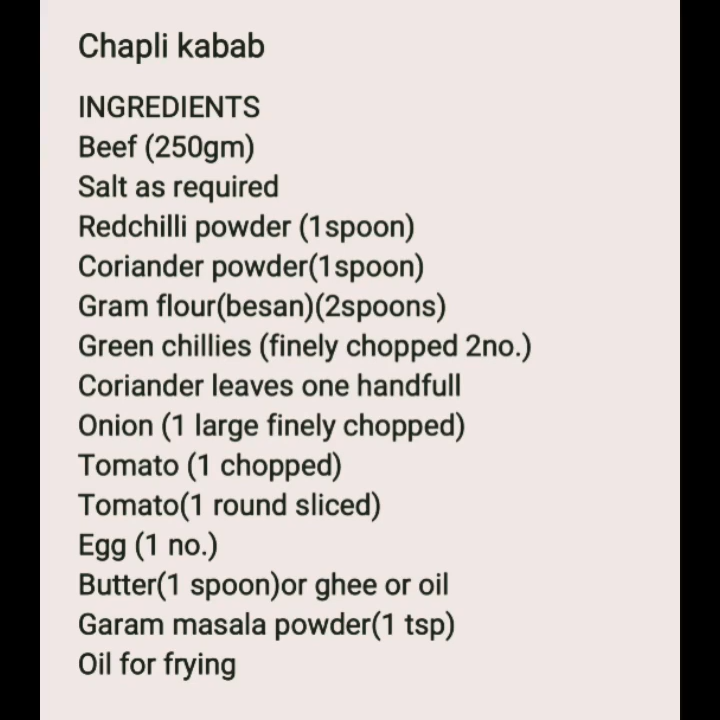 Chapli kabab
INGREDIENTS
Beef (250gm)
Salt as required
Redchilli powder (1spoon)
Coriander powder(1spoon)
Gram flour(besan)(2spoons)
Green chillies (finely chopped 2no.)
Coriander leaves one handfull
Onion (1 large finely chopped)
Tomato (1 chopped)
Tomato(1 round sliced)
Egg (1 no.)
Butter(1 spoon)or ghee or oil
Garam masala powder(1 tsp)
Oil for frying